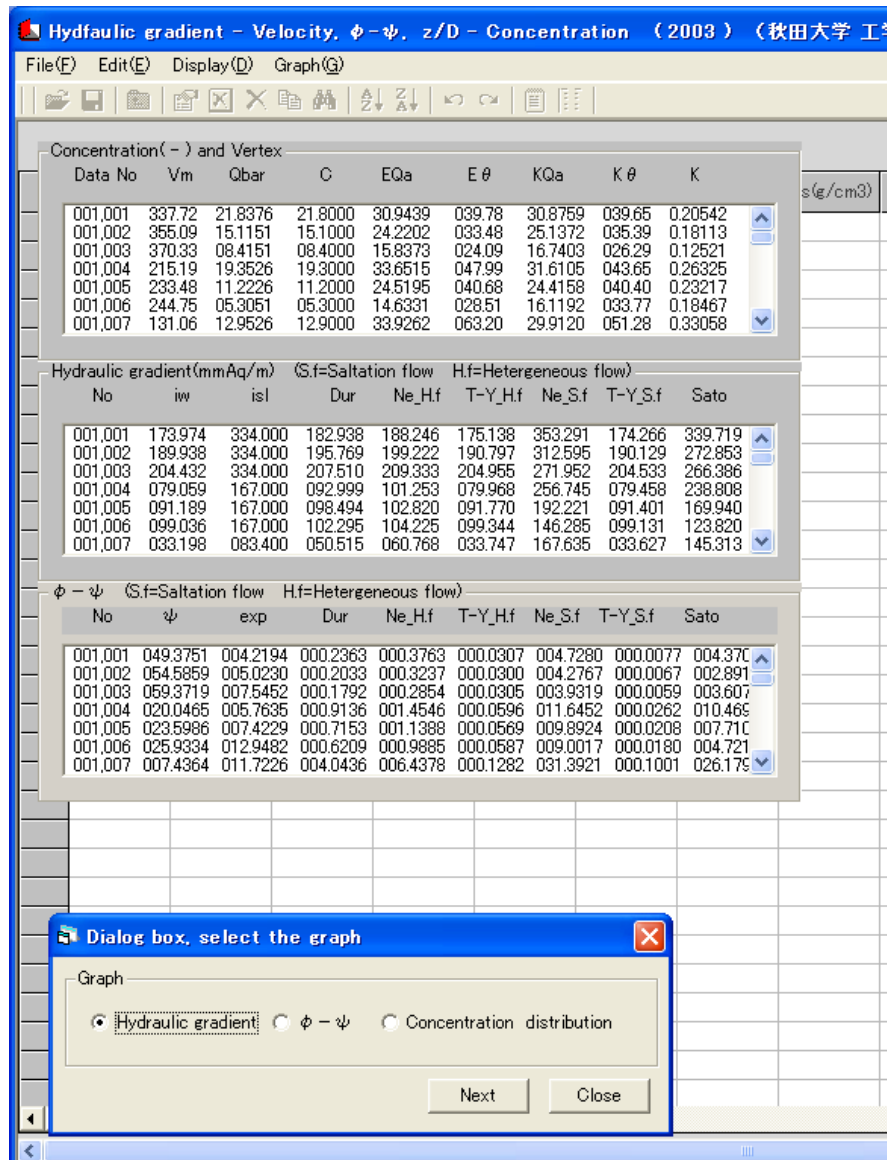 Hydfaulic gradient - Velocity, φ-ψ, z/D - Concentration (2003) (秋田大学 工学
File(F) Edit(E) Display(D) Graph(G)
s(g/cm3)
Concentration( - ) and Vertex
Data No Vm Qbar C EQa E θ KQa K θ K
001,001 337.72 21.8376 21.8000 30.9439 039.78 30.8759 039.65 0.20542
001,002 355.09 15.1151 15.1000 24.2202 033.48 25.1372 035.39 0.18113
001,003 370.33 08.4151 08.4000 15.8373 024.09 16.7403 026.29 0.12521
001,004 215.19 19.3526 19.3000 33.6515 047.99 31.6105 043.65 0.26325
001,005 233.48 11.2226 11.2000 24.5195 040.68 24.4158 040.40 0.23217
001,006 244.75 05.3051 05.3000 14.6331 028.51 16.1192 033.77 0.18467
001,007 131.06 12.9526 12.9000 33.9262 063.20 29.9120 051.28 0.33058
Hydraulic gradient(mmAq/m) (S.f=Saltation flow H.f=Hetergeneous flow)
No iw isl Dur Ne_H.f T-Y_H.f Ne_S.f T-Y_S.f Sato
001,001 173.974 334.000 182.938 188.246 175.138 353.291 174.266 339.719
001,002 189.938 334.000 195.769 199.222 190.797 312.595 190.129 272.853
001,003 204.432 334.000 207.510 209.333 204.955 271.952 204.533 266.386
001,004 079.059 167.000 092.999 101.253 079.968 256.745 079.458 238.808
001,005 091.189 167.000 098.494 102.820 091.770 192.221 091.401 169.940
001,006 099.036 167.000 102.295 104.225 099.344 146.285 099.131 123.820
001,007 033.198 083.400 050.515 060.768 033.747 167.635 033.627 145.313
φ - ψ (S.f=Saltation flow H.f=Hetergeneous flow)
No ψ exp Dur Ne_H.f T-Y_H.f Ne_S.f T-Y_S.f Sato
001,001 049.3751 004.2194 000.2363 000.3763 000.0307 004.7280 000.0077 004.370
001,002 054.5859 005.0230 000.2033 000.3237 000.0300 004.2767 000.0067 002.891
001,003 059.3719 007.5452 000.1792 000.2854 000.0305 003.9319 000.0059 003.607
001,004 020.0465 005.7635 000.9136 001.4546 000.0596 011.6452 000.0262 010.469
001,005 023.5986 007.4229 000.7153 001.1388 000.0569 009.8924 000.0208 007.710
001,006 025.9334 012.9482 000.6209 000.9885 000.0587 009.0017 000.0180 004.721
001,007 007.4364 011.7226 004.0436 006.4378 000.1282 031.3921 000.1001 026.179
Dialog box, select the graph
Graph
Hydraulic gradient φ - ψ Concentration distribution
Next Close